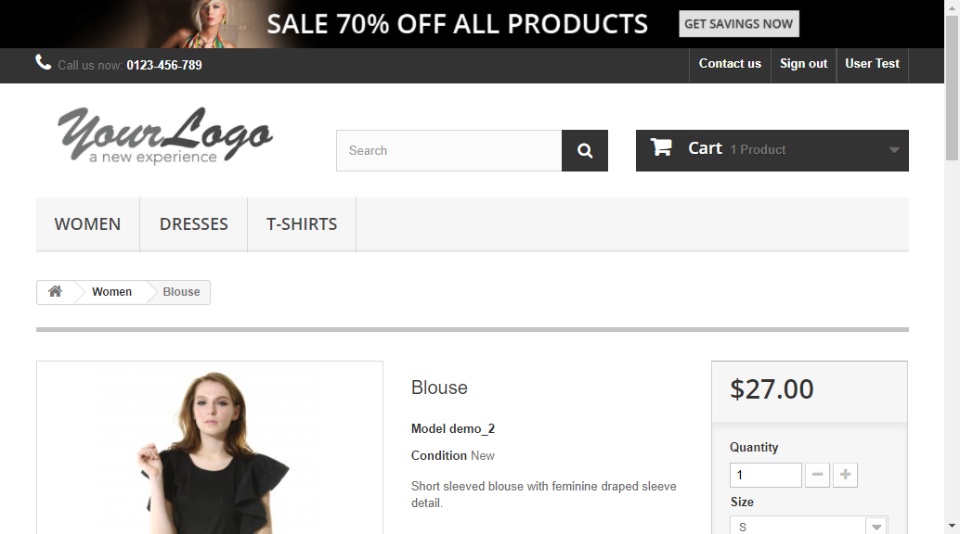 SALE 70% OFF ALL PRODUCTS
GET SAVINGS NOW
Call us now: 0123-456-789
Contact us
Sign out
User Test
YourLogo
a new experience
Search
Cart 1 Product
WOMEN
DRESSES
T-SHIRTS
Women
Blouse
Blouse
$27.00
Model demo_2
Condition New
Short sleeved blouse with feminine draped sleeve
detail.
Quantity
1
Size
S